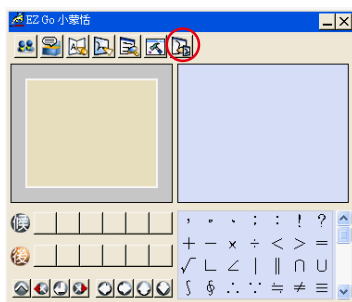 EZ Go 小蒙恬
候
， 。 、 ； ： ！ ？
＋ － × ÷ ＜ ＞ ＝
√ ∟ ∠ ｜ ∥ ∩ ∪
後
∫ ∮ ∴ ∵ ≒ ≠ ≡